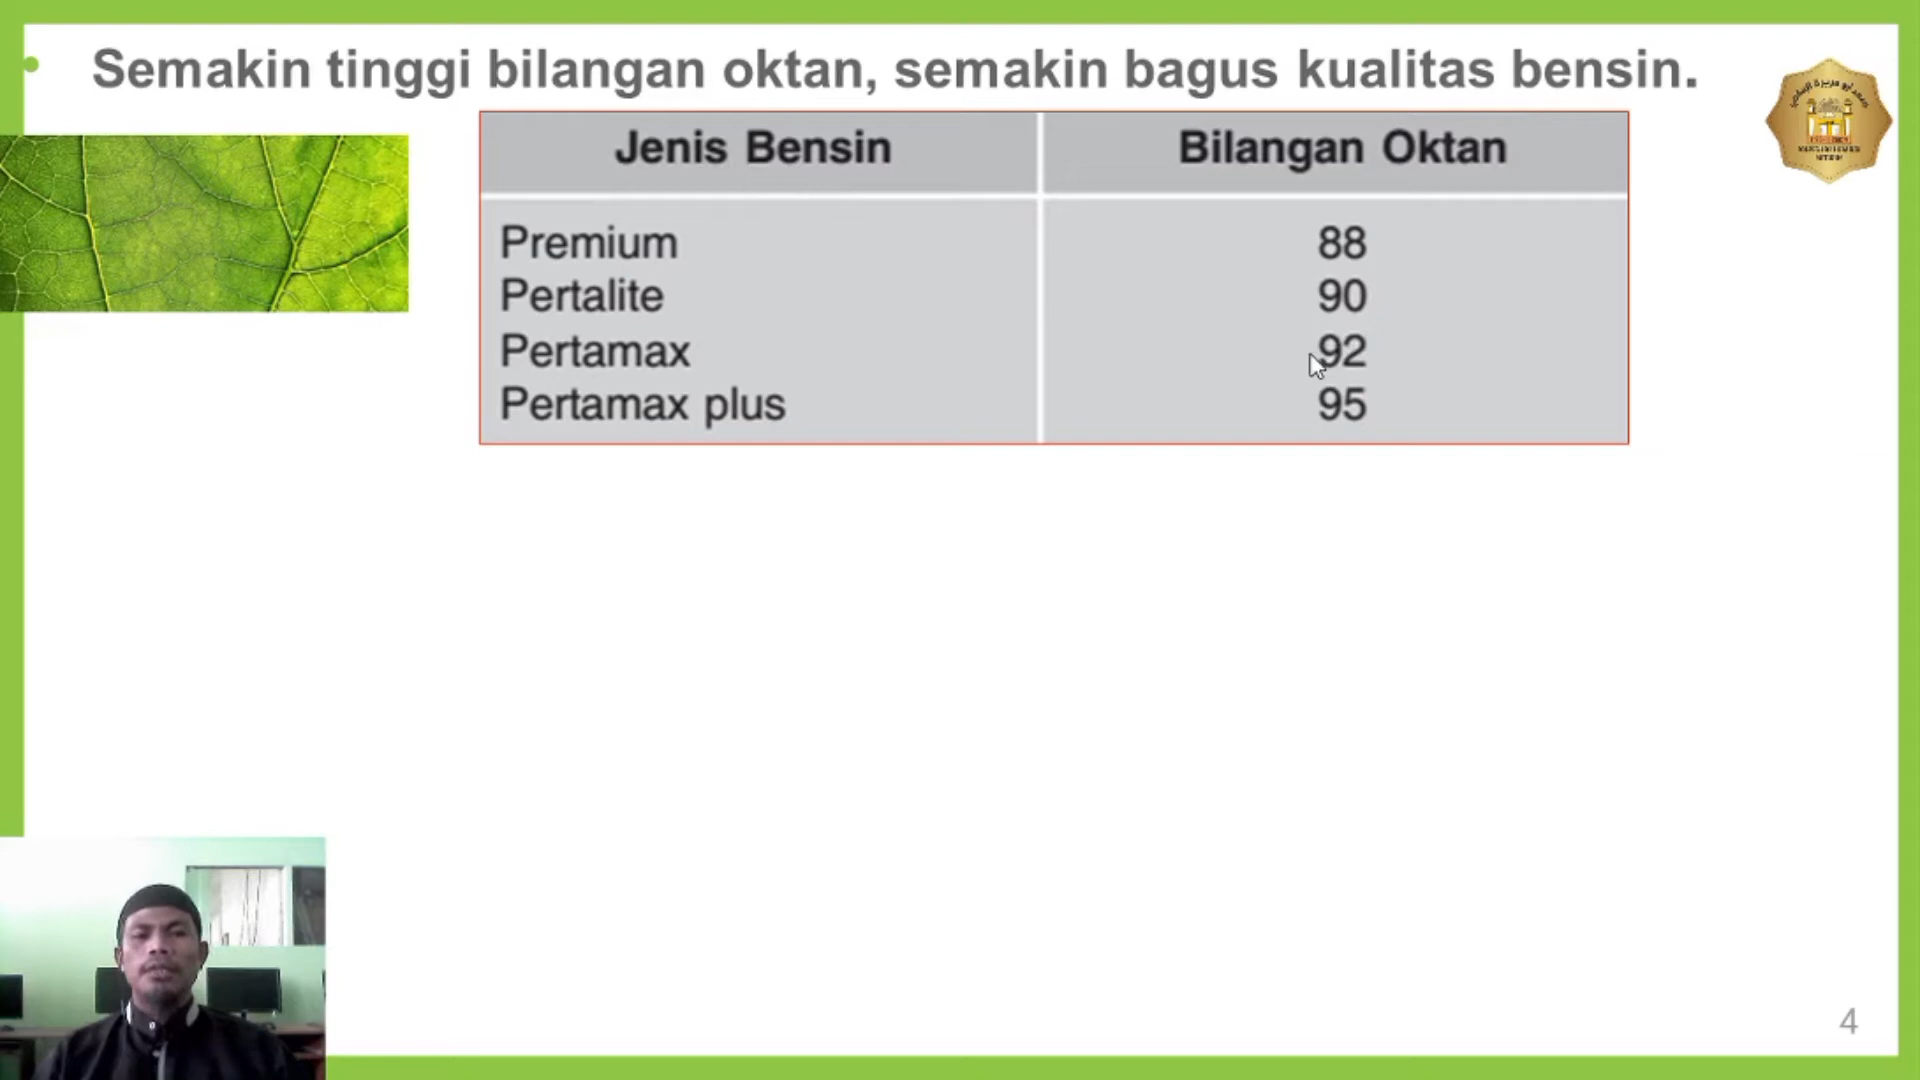 • Semakin tinggi bilangan oktan, semakin bagus kualitas bensin.
Jenis Bensin Bilangan Oktan
Premium 88
Pertalite 90
Pertamax 92
Pertamax plus 95
4